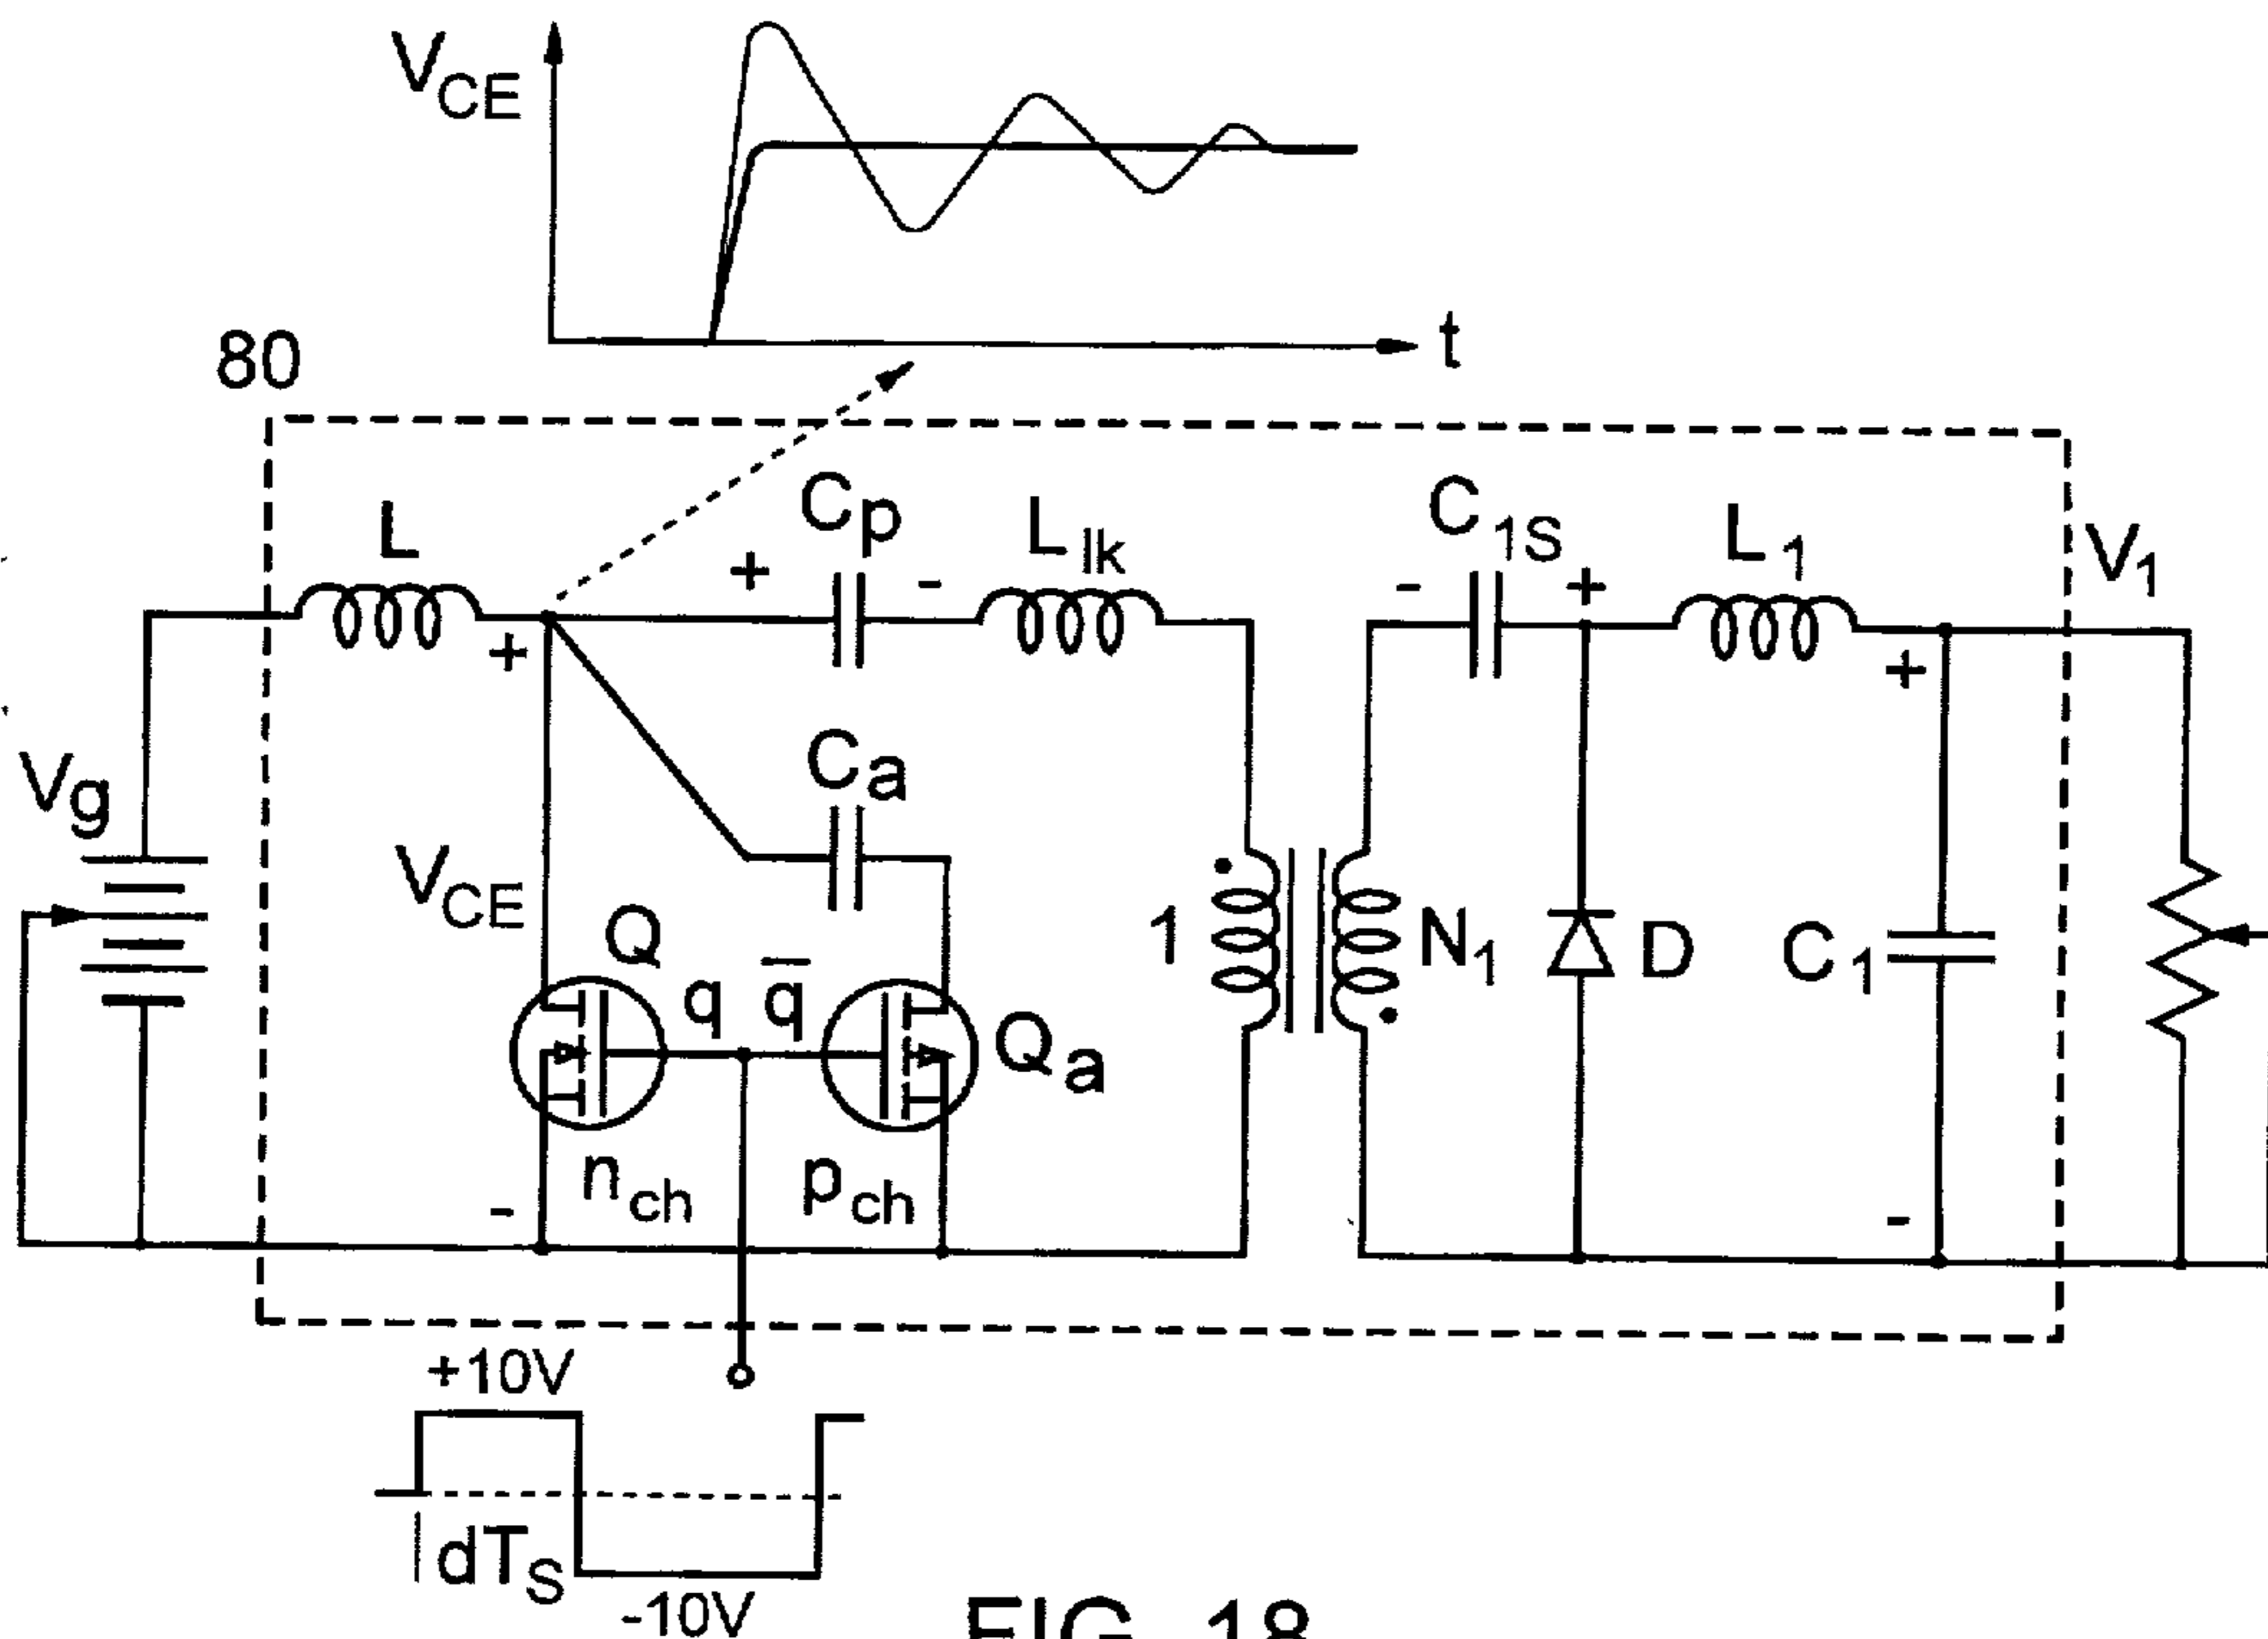 V_CE
t
80
L
C_p
L_lk
C_1S
L_1
V_1
+
-
-
+
+
+
V_g
C_a
V_CE
Q
q
q̅
Q_a
1
N_1
D
C_1
n_ch
p_ch
-
-
+10V
dT_S
-10V
FIG. 18